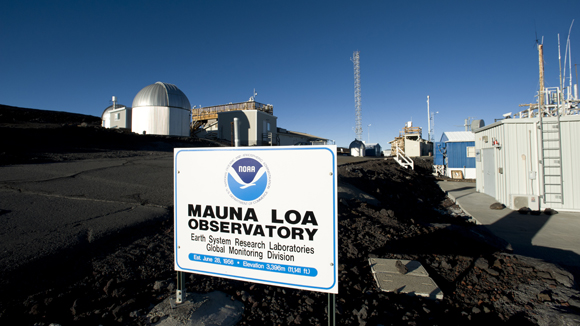 NOAA
MAUNA LOA
OBSERVATORY
Earth System Research Laboratories
Global Monitoring Division
Est. June 28, 1956 • Elevation 3,396m (11,141 ft.)